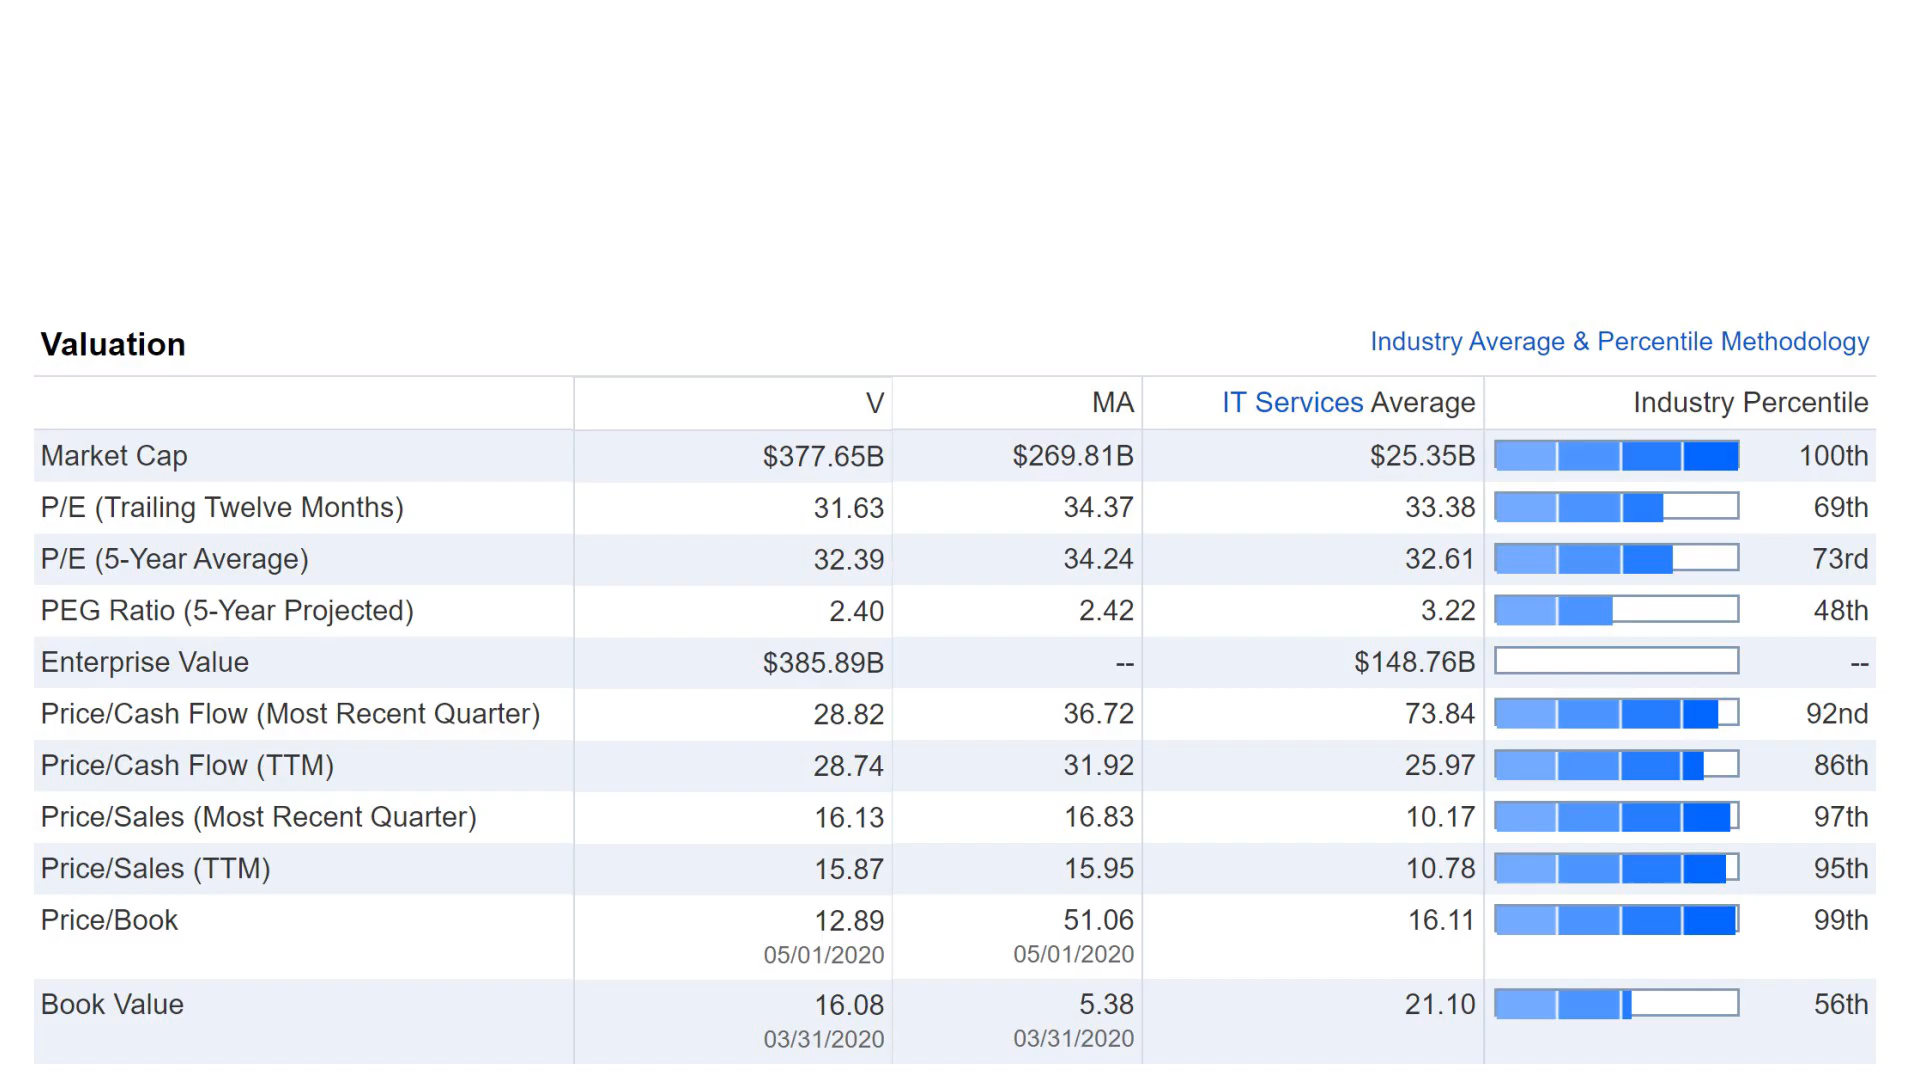 Valuation
Industry Average & Percentile Methodology
V MA IT Services Average Industry Percentile
Market Cap $377.65B $269.81B $25.35B 100th
P/E (Trailing Twelve Months) 31.63 34.37 33.38 69th
P/E (5-Year Average) 32.39 34.24 32.61 73rd
PEG Ratio (5-Year Projected) 2.40 2.42 3.22 48th
Enterprise Value $385.89B -- $148.76B --
Price/Cash Flow (Most Recent Quarter) 28.82 36.72 73.84 92nd
Price/Cash Flow (TTM) 28.74 31.92 25.97 86th
Price/Sales (Most Recent Quarter) 16.13 16.83 10.17 97th
Price/Sales (TTM) 15.87 15.95 10.78 95th
Price/Book 12.89 51.06 16.11 99th
05/01/2020 05/01/2020
Book Value 16.08 5.38 21.10 56th
03/31/2020 03/31/2020